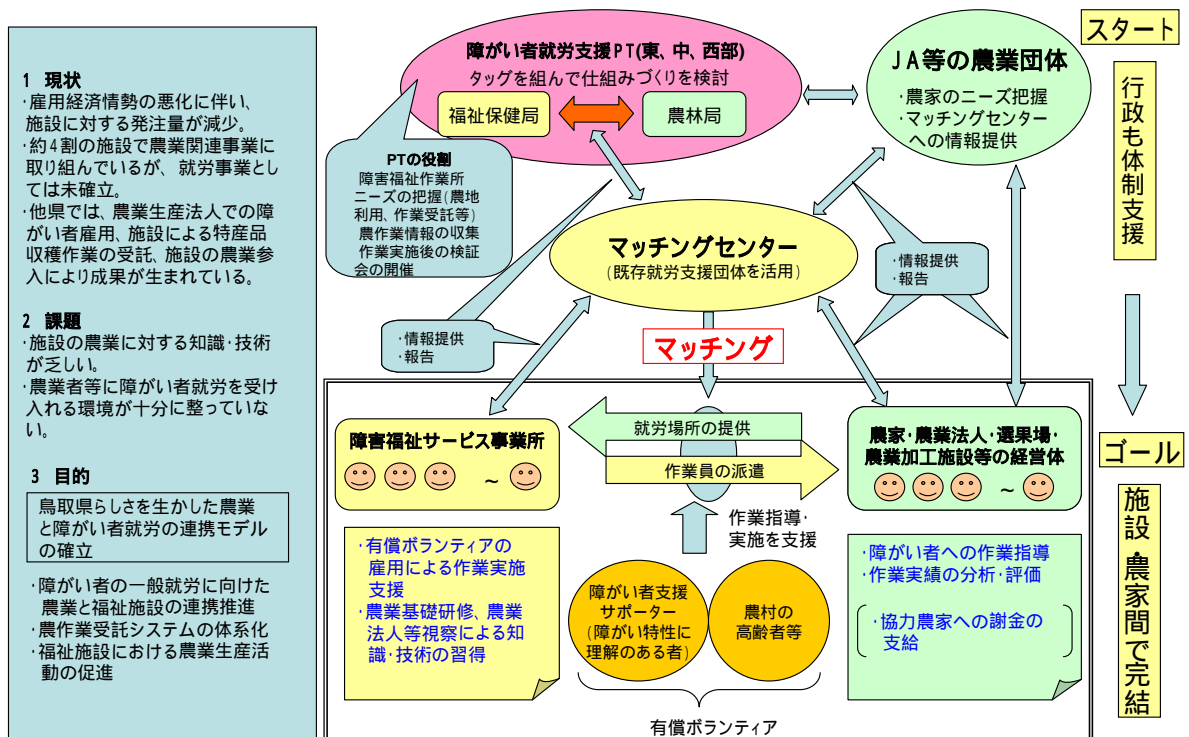 1 現状
･雇用経済情勢の悪化に伴い、
施設に対する発注量が減少。
･約4割の施設で農業関連事業に
取り組んでいるが、就労事業とし
ては未確立。
･他県では、農業生産法人での障
がい者雇用、施設による特産品
収穫作業の受託、施設の農業参
入により成果が生まれている。
2 課題
･施設の農業に対する知識･技術
が乏しい。
･農業者等に障がい者就労を受け
入れる環境が十分に整っていな
い。
3 目的
鳥取県らしさを生かした農業
と障がい者就労の連携モデル
の確立
･障がい者の一般就労に向けた
農業と福祉施設の連携推進
･農作業受託システムの体系化
･福祉施設における農業生産活
動の促進
障がい者就労支援PT(東、中、西部)
タッグを組んで仕組みづくりを検討
福祉保健局
農林局
PTの役割
障害福祉作業所
ニーズの把握(農地
利用、作業受託等)
農作業情報の収集
作業実施後の検証
会の開催
JA等の農業団体
･農家のニーズ把握
･マッチングセンター
への情報提供
マッチングセンター
(既存就労支援団体を活用)
･情報提供
･報告
･情報提供
･報告
マッチング
障害福祉サービス事業所
～
就労場所の提供
作業員の派遣
農家･農業法人･選果場･
農業加工施設等の経営体
～
作業指導･
実施を支援
･有償ボランティアの
雇用による作業実施
支援
･農業基礎研修、農業
法人等視察による知
識･技術の習得
障がい者支援
サポーター
(障がい特性に
理解のある者)
農村の
高齢者等
有償ボランティア
･障がい者への作業指導
･作業実績の分析･評価
･協力農家への謝金の
支給
スタート
行政も体制支援
ゴール
施設･農家間で完結